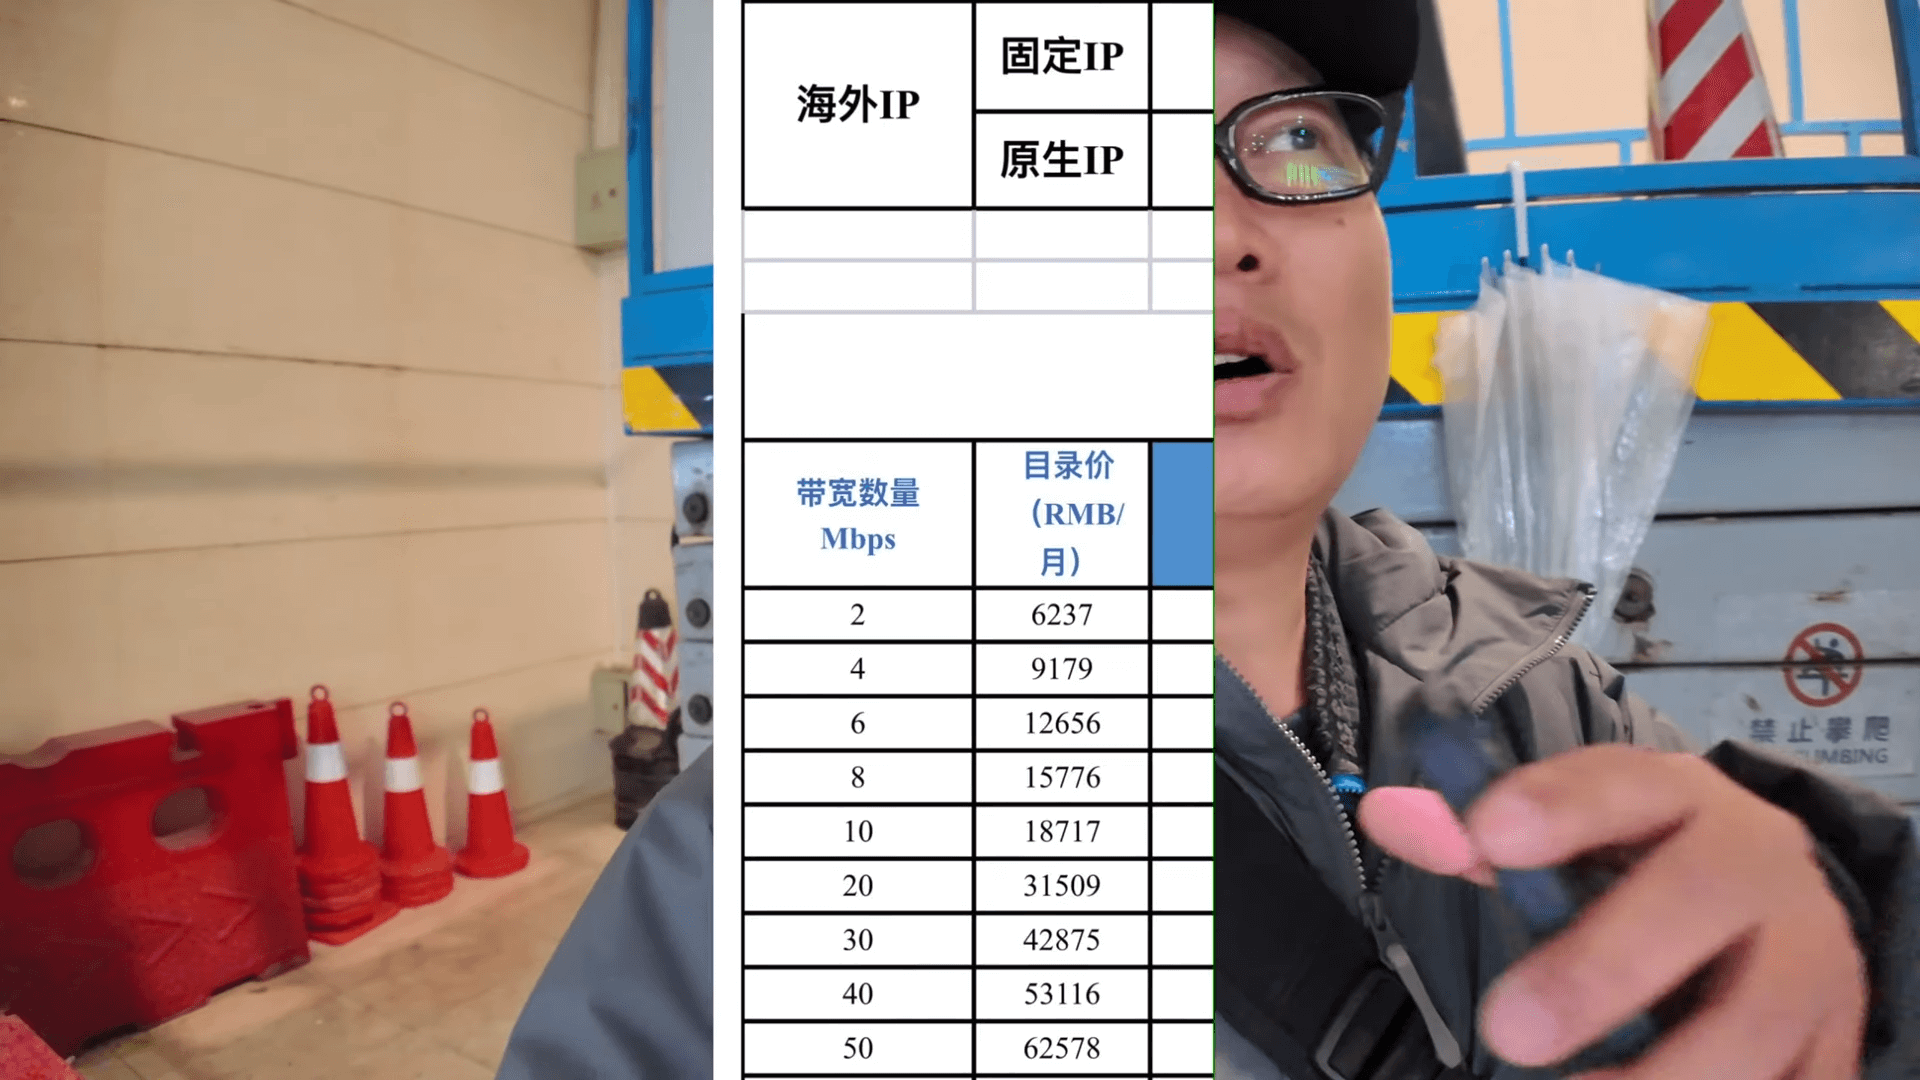 海外IP
固定IP
原生IP
带宽数量
Mbps
目录价
（RMB/
月）
2 6237
4 9179
6 12656
8 15776
10 18717
20 31509
30 42875
40 53116
50 62578
禁止攀爬
CLIMBING